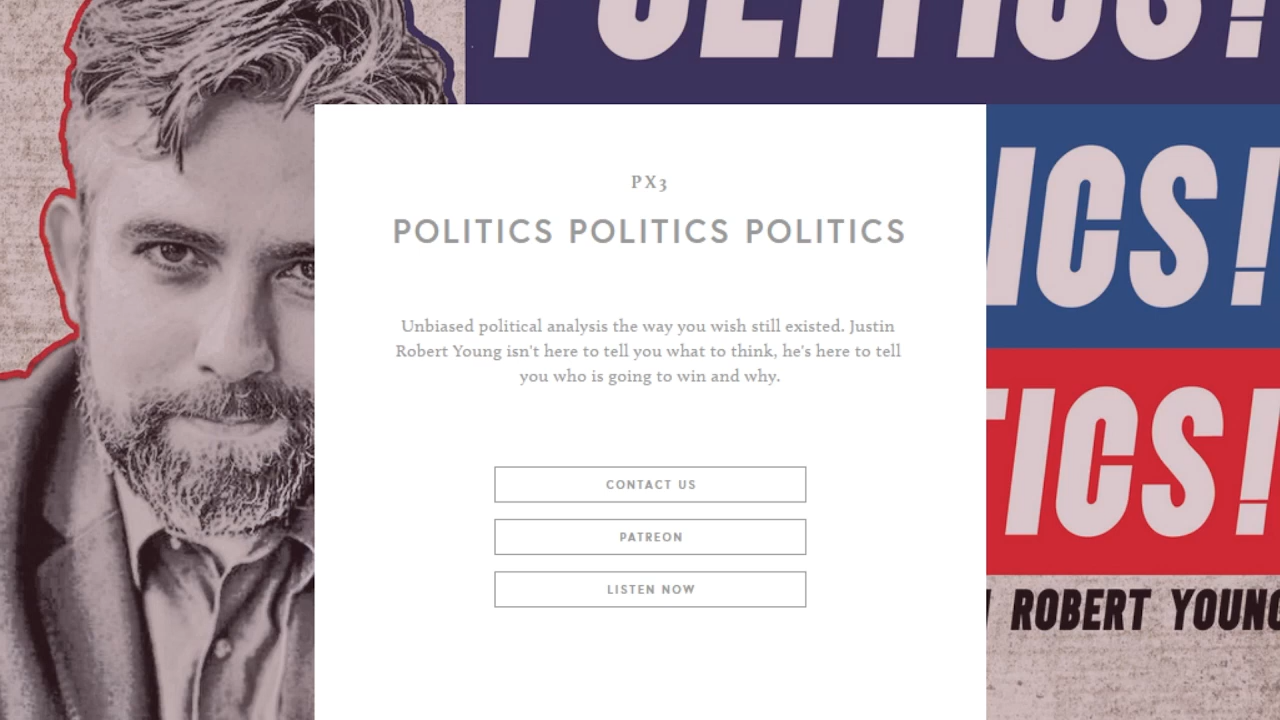 POLITICS!
PX3
POLITICS POLITICS POLITICS
ICS!
Unbiased political analysis the way you wish still existed. Justin
Robert Young isn't here to tell you what to think, he's here to tell
you who is going to win and why.
TICS!
CONTACT US
PATREON
LISTEN NOW
ROBERT YOUNG